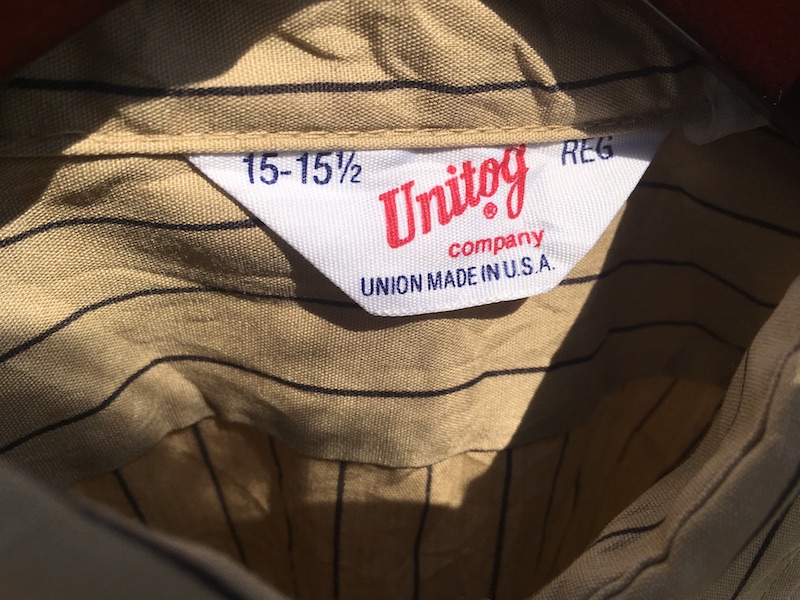 15-15½ REG
Unitog®
company
UNION MADE IN U.S.A.